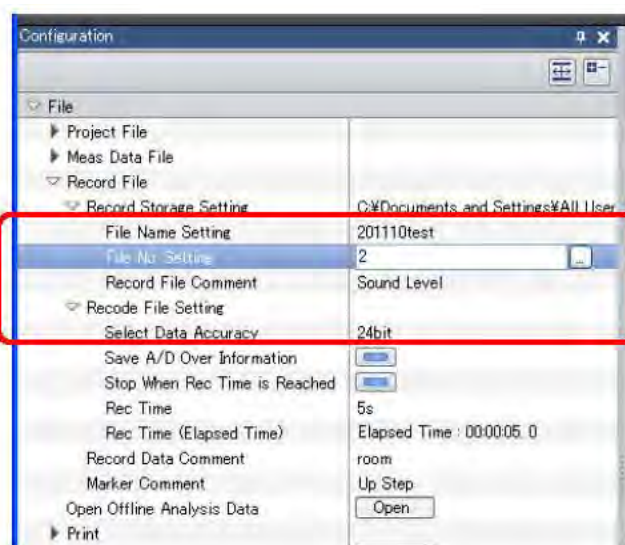 Configuration
File
Project File
Meas Data File
Record File
Record Storage Setting C:¥Documents and Settings¥All User
File Name Setting 201110test
File No. Setting 2 ...
Record File Comment Sound Level
Recode File Setting
Select Data Accuracy 24bit
Save A/D Over Information
Stop When Rec Time is Reached
Rec Time 5s
Rec Time (Elapsed Time) Elapsed Time : 00:00:05. 0
Record Data Comment room
Marker Comment Up Step
Open Offline Analysis Data Open
Print